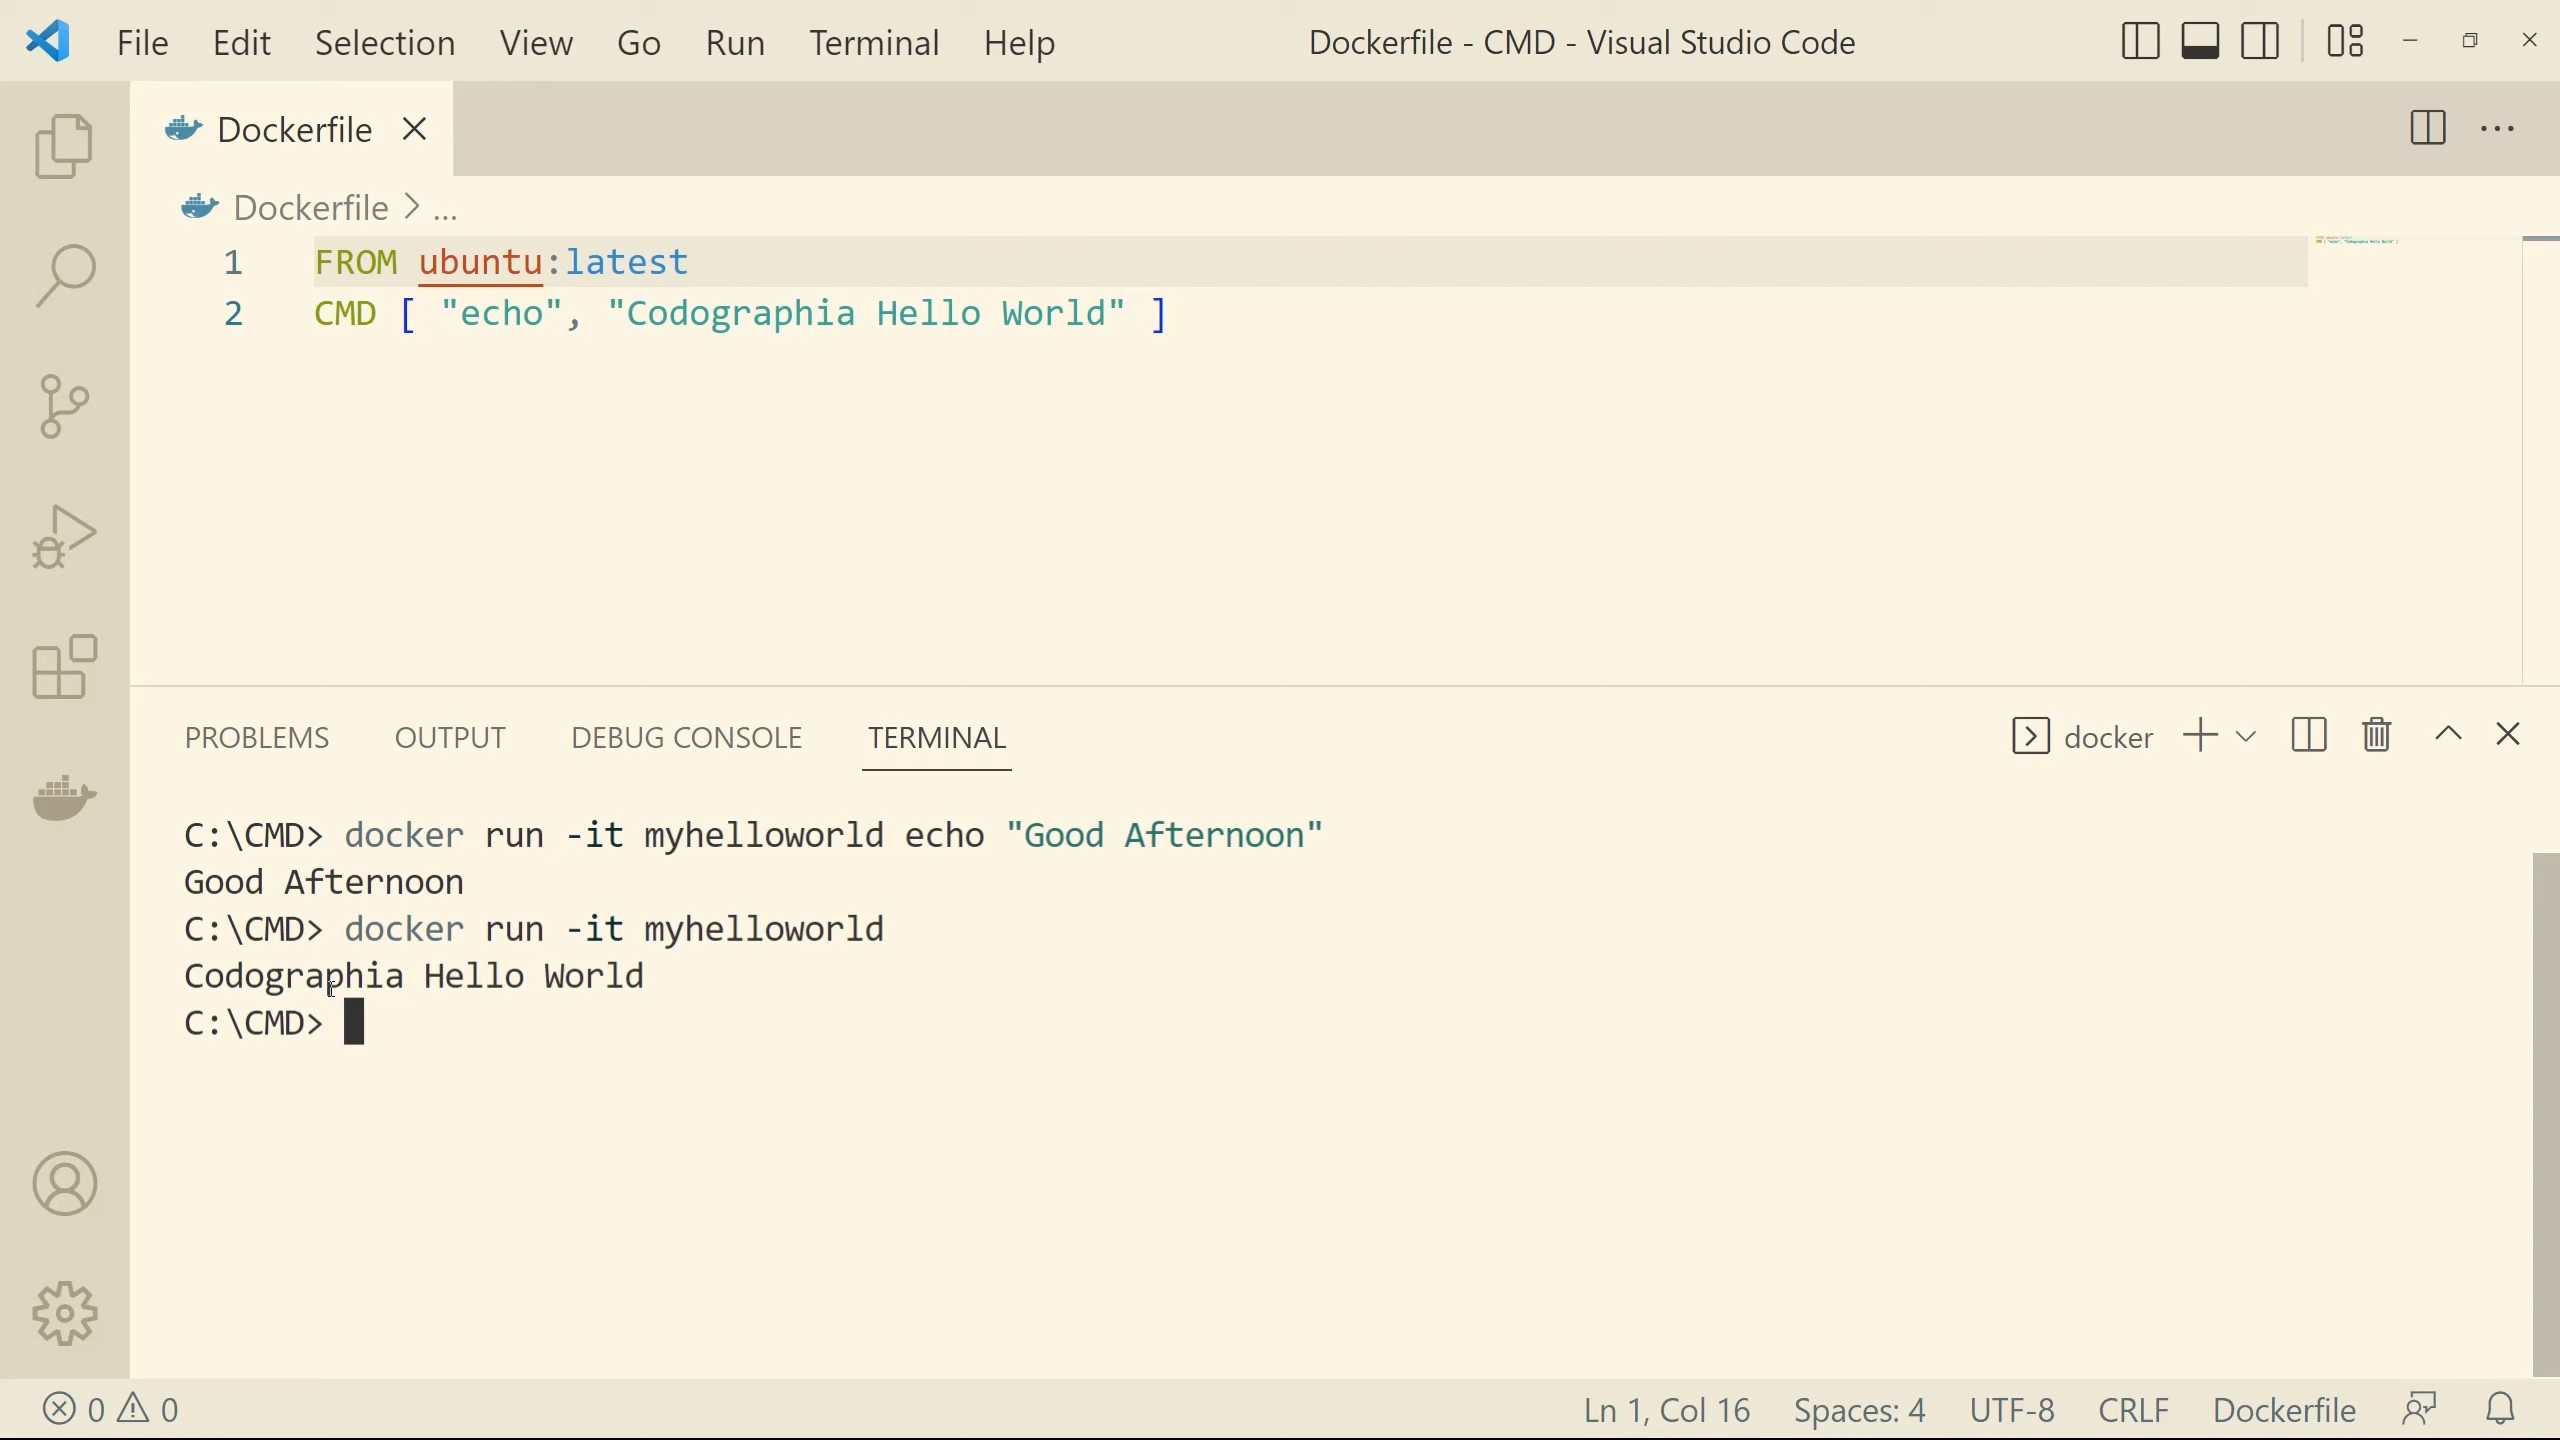 File Edit Selection View Go Run Terminal Help Dockerfile - CMD - Visual Studio Code
Dockerfile
Dockerfile > ...
1 FROM ubuntu:latest
2 CMD [ "echo", "Codographia Hello World" ]
PROBLEMS OUTPUT DEBUG CONSOLE TERMINAL docker
C:\CMD> docker run -it myhelloworld echo "Good Afternoon"
Good Afternoon
C:\CMD> docker run -it myhelloworld
Codographia Hello World
C:\CMD>
0 0 Ln 1, Col 16 Spaces: 4 UTF-8 CRLF Dockerfile